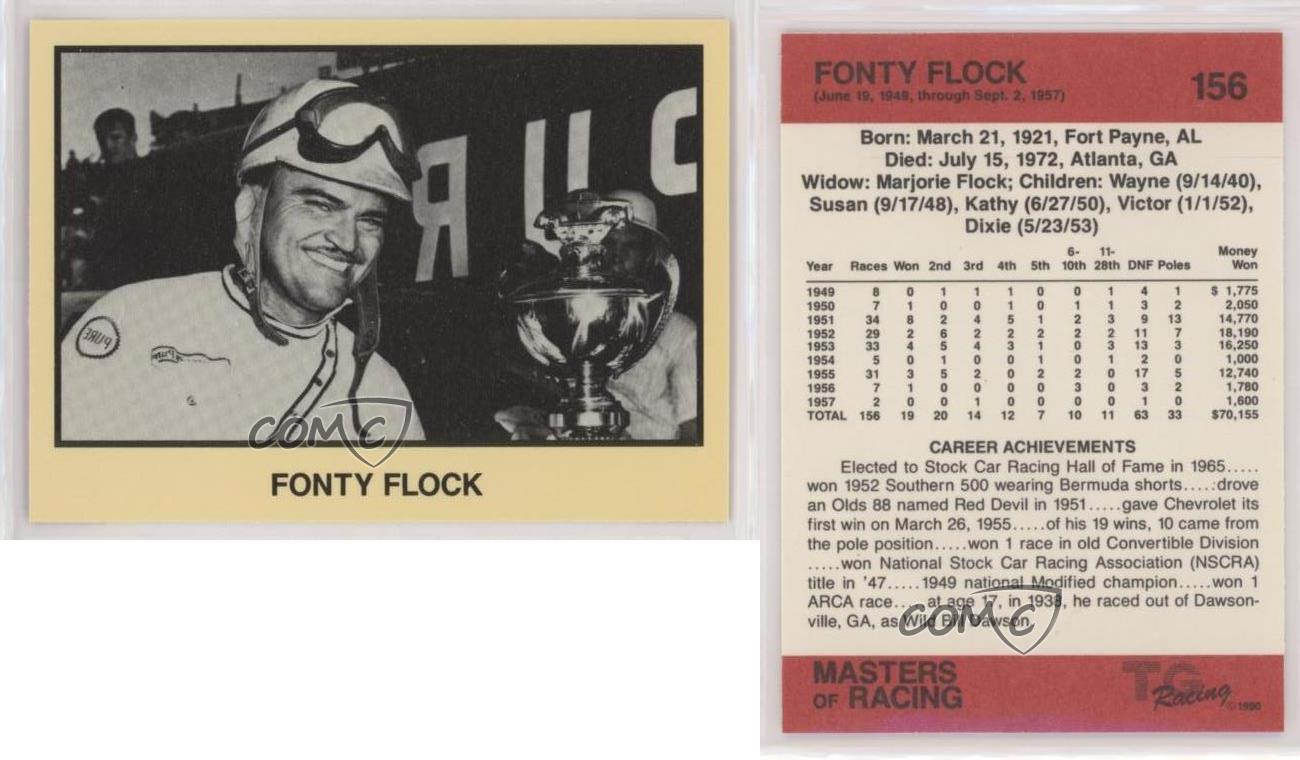 PURE
Pure
R U P
COMC
FONTY FLOCK
FONTY FLOCK
(June 19, 1949, through Sept. 2, 1957)
156
Born: March 21, 1921, Fort Payne, AL
Died: July 15, 1972, Atlanta, GA
Widow: Marjorie Flock; Children: Wayne (9/14/40),
Susan (9/17/48), Kathy (6/27/50), Victor (1/1/52),
Dixie (5/23/53)
6- 11- Money
Year Races Won 2nd 3rd 4th 5th 10th 28th DNF Poles Won
1949 8 0 1 1 1 0 0 1 4 1 $ 1,775
1950 7 1 0 0 1 0 1 1 3 2 2,050
1951 34 8 2 4 5 1 2 3 9 13 14,770
1952 29 2 6 2 2 2 2 2 11 7 18,190
1953 33 4 5 4 3 1 0 3 13 3 16,250
1954 5 0 1 0 0 1 0 1 2 0 1,000
1955 31 3 5 2 0 2 2 0 17 5 12,740
1956 7 1 0 0 0 0 3 0 3 2 1,780
1957 2 0 0 1 0 0 0 0 1 0 1,600
TOTAL 156 19 20 14 12 7 10 11 63 33 $70,155
CAREER ACHIEVEMENTS
Elected to Stock Car Racing Hall of Fame in 1965.....
won 1952 Southern 500 wearing Bermuda shorts.....drove
an Olds 88 named Red Devil in 1951.....gave Chevrolet its
first win on March 26, 1955.....of his 19 wins, 10 came from
the pole position.....won 1 race in old Convertible Division
.....won National Stock Car Racing Association (NSCRA)
title in '47.....1949 national Modified champion.....won 1
ARCA race.....at age 17, in 1938, he raced out of Dawson-
ville, GA, as Wild Bill Dawson.
COMC
MASTERS
OF RACING
TG
Racing
©1990